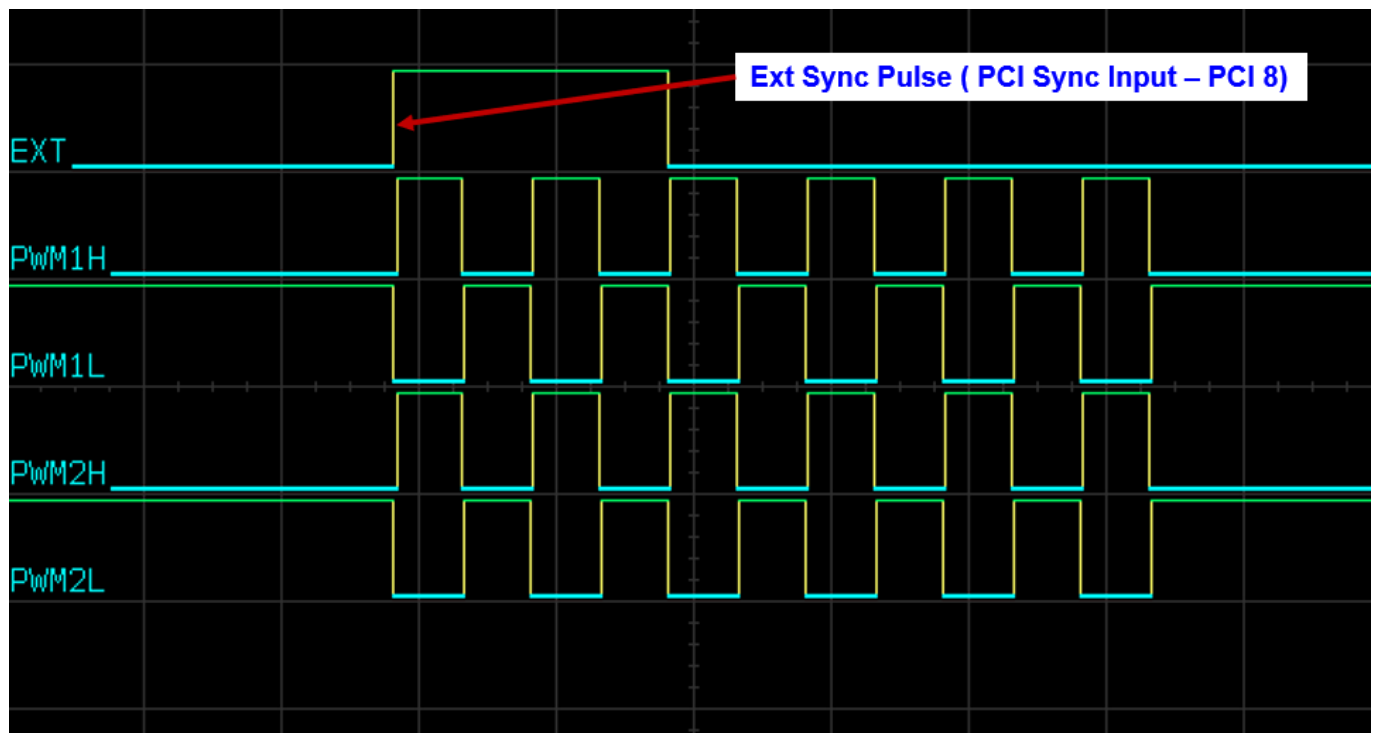 Ext Sync Pulse ( PCI Sync Input – PCI 8)
EXT
PWM1H
PWM1L
PWM2H
PWM2L